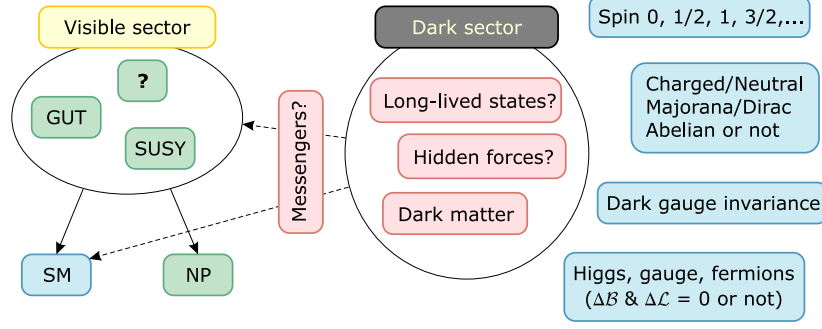 Visible sector
?
GUT
SUSY
SM
NP
Messengers?
Dark sector
Long-lived states?
Hidden forces?
Dark matter
Spin 0, 1/2, 1, 3/2,...
Charged/Neutral
Majorana/Dirac
Abelian or not
Dark gauge invariance
Higgs, gauge, fermions
(Δℬ & Δℒ = 0 or not)